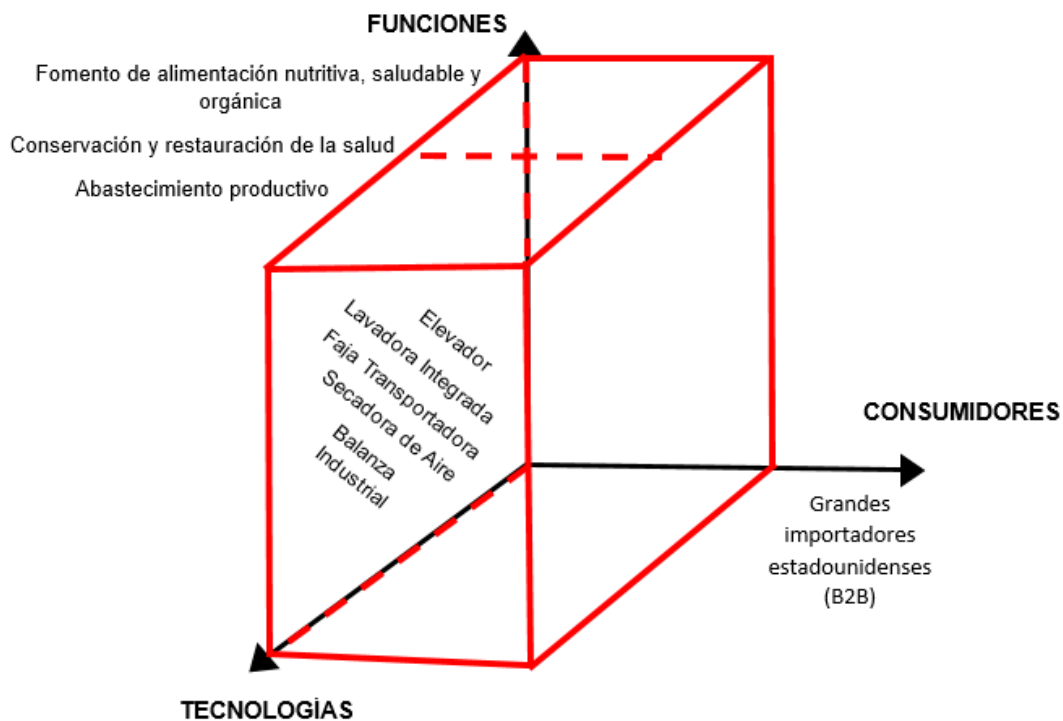 FUNCIONES
Fomento de alimentación nutritiva, saludable y
orgánica
Conservación y restauración de la salud
Abastecimiento productivo
Elevador
Lavadora Integrada
Faja Transportadora
Secadora de Aire
Balanza
Industrial
CONSUMIDORES
Grandes
importadores
estadounidenses
(B2B)
TECNOLOGÍAS